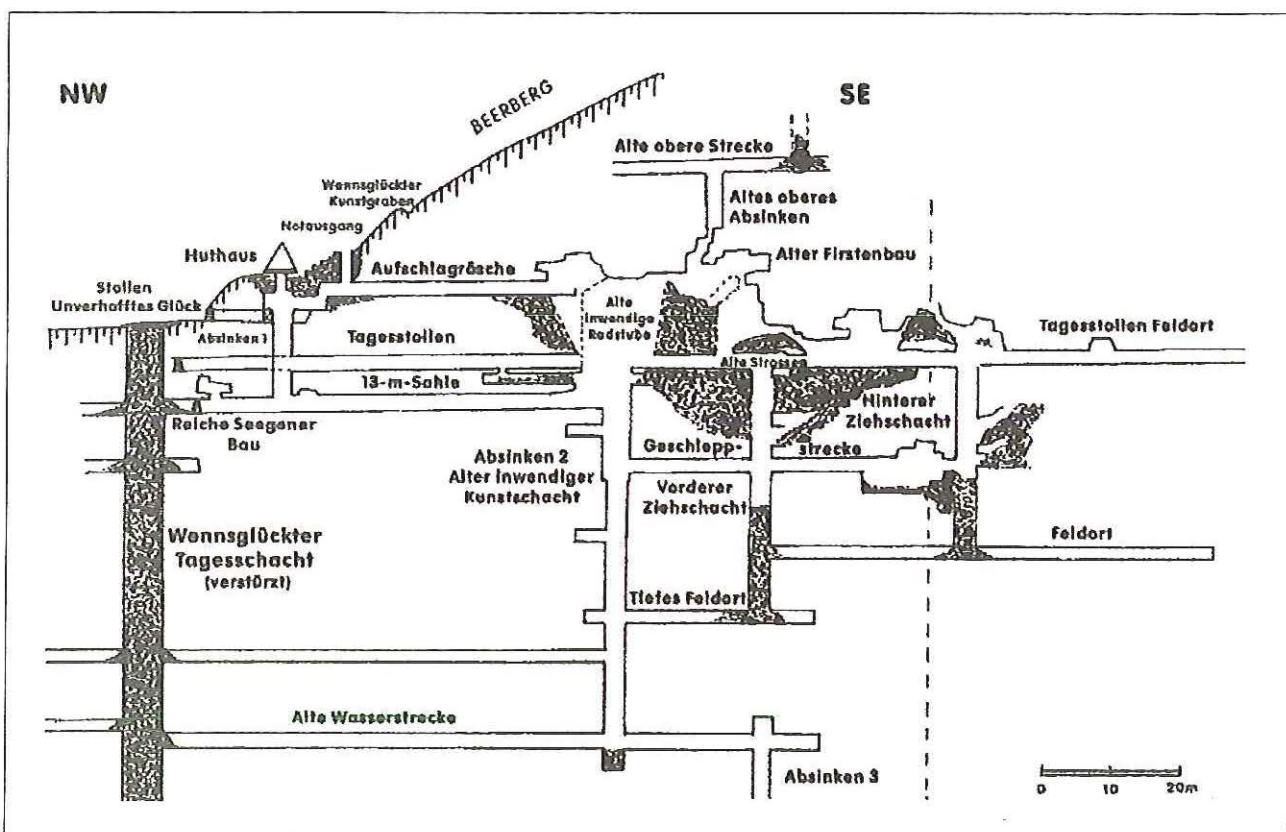 NW
SE
BEERBERG
Alte obere Strecke
Wennsglückter
Kunstgraben
Altes oberes
Absinken
Notausgang
Huthaus
Aufschlagrösche
Alter Firstenbau
Stollen
Unverhofftes Glück
Alte
inwendige
Radstube
Absinken 1
Tagesstollen
Tagesstollen Feldort
Alte Strossen
13-m-Sohle
Hinterer
Ziehschacht
Reiche Seegener
Bau
Geschlepp-
strecke
Absinken 2
Alter inwendiger
Kunstschacht
Vorderer
Ziehschacht
Wennsglückter
Tagesschacht
(verstürzt)
Feldort
Tiefes Feldort
Alte Wasserstrecke
Absinken 3
0 10 20m